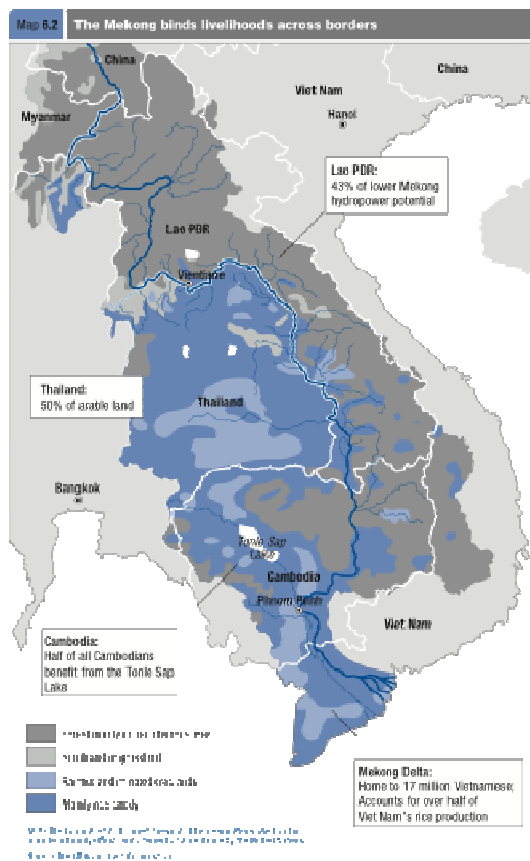 Map 6.2 The Mekong binds livelihoods across borders
China
China
Viet Nam
Hanoi
Myanmar
Lao PDR:
43% of lower Mekong
hydropower potential
Lao PDR
Vientiane
Thailand:
50% of arable land
Thailand
Bangkok
Tonle Sap
Lake
Cambodia
Phnom Penh
Viet Nam
Cambodia:
Half of all Cambodians
benefit from the Tonle Sap
Lake
Mekong Delta:
Home to 17 million Vietnamese;
Accounts for over half of
Viet Nam's rice production